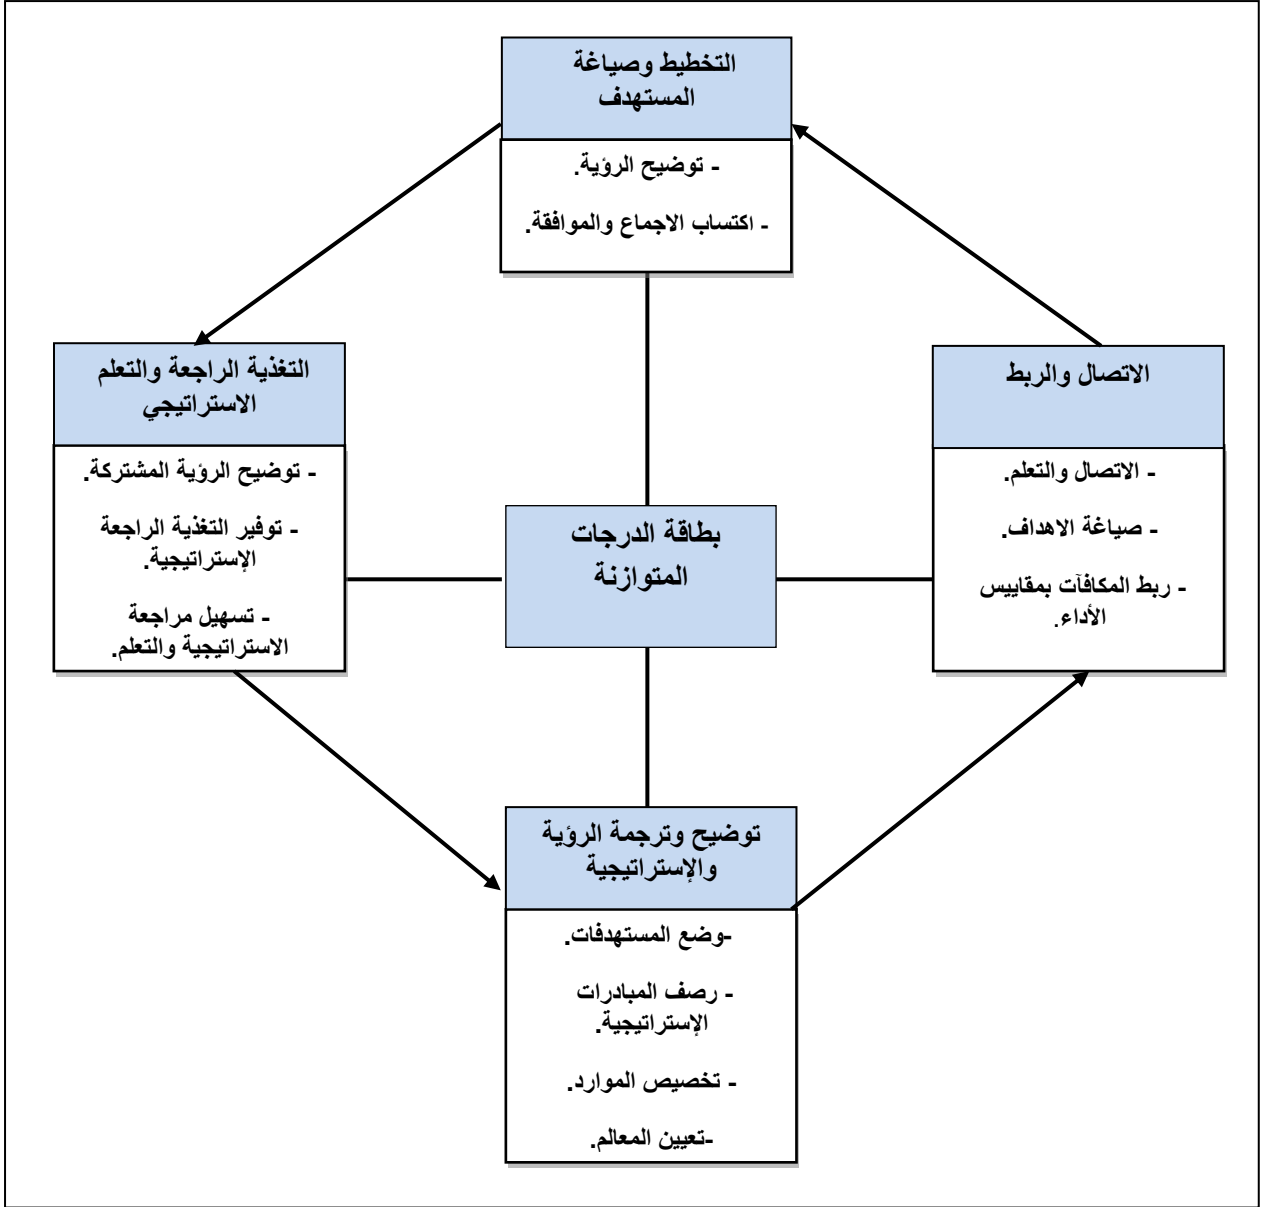 التخطيط وصياغة
المستهدف
- توضيح الرؤية.
- اكتساب الاجماع والموافقة.
الاتصال والربط
- الاتصال والتعلم.
- صياغة الاهداف.
- ربط المكافآت بمقاييس
الأداء.
بطاقة الدرجات
المتوازنة
التغذية الراجعة والتعلم
الاستراتيجي
- توضيح الرؤية المشتركة.
- توفير التغذية الراجعة
الإستراتيجية.
- تسهيل مراجعة
الاستراتيجية والتعلم.
توضيح وترجمة الرؤية
والإستراتيجية
-وضع المستهدفات.
- رصف المبادرات
الإستراتيجية.
- تخصيص الموارد.
-تعيين المعالم.